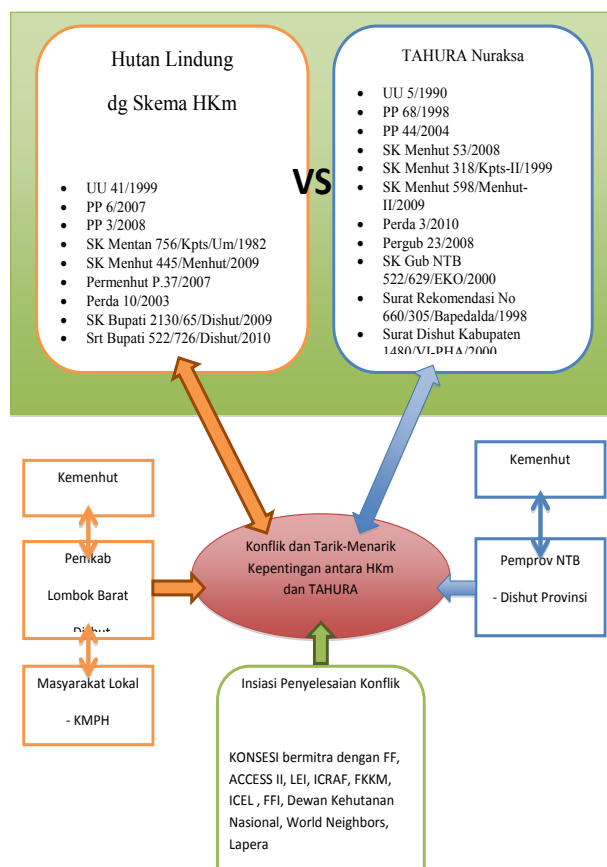 Hutan Lindung
dg Skema HKm
• UU 41/1999
• PP 6/2007
• PP 3/2008
• SK Mentan 756/Kpts/Um/1982
• SK Menhut 445/Menhut/2009
• Permenhut P.37/2007
• Perda 10/2003
• SK Bupati 2130/65/Dishut/2009
• Srt Bupati 522/726/Dishut/2010
VS
TAHURA Nuraksa
• UU 5/1990
• PP 68/1998
• PP 44/2004
• SK Menhut 53/2008
• SK Menhut 318/Kpts-II/1999
• SK Menhut 598/Menhut-
II/2009
• Perda 3/2010
• Pergub 23/2008
• SK Gub NTB
522/629/EKO/2000
• Surat Rekomendasi No
660/305/Bapedalda/1998
• Surat Dishut Kabupaten
1480/VI-PHA/2000
Kemenhut
Pemkab
Lombok Barat
Dishut
Masyarakat Lokal
- KMPH
Konflik dan Tarik-Menarik
Kepentingan antara HKm
dan TAHURA
Kemenhut
Pemprov NTB
- Dishut Provinsi
Insiasi Penyelesaian Konflik
KONSESI bermitra dengan FF,
ACCESS II, LEI, ICRAF, FKKM,
ICEL , FFI, Dewan Kehutanan
Nasional, World Neighbors,
Lapera